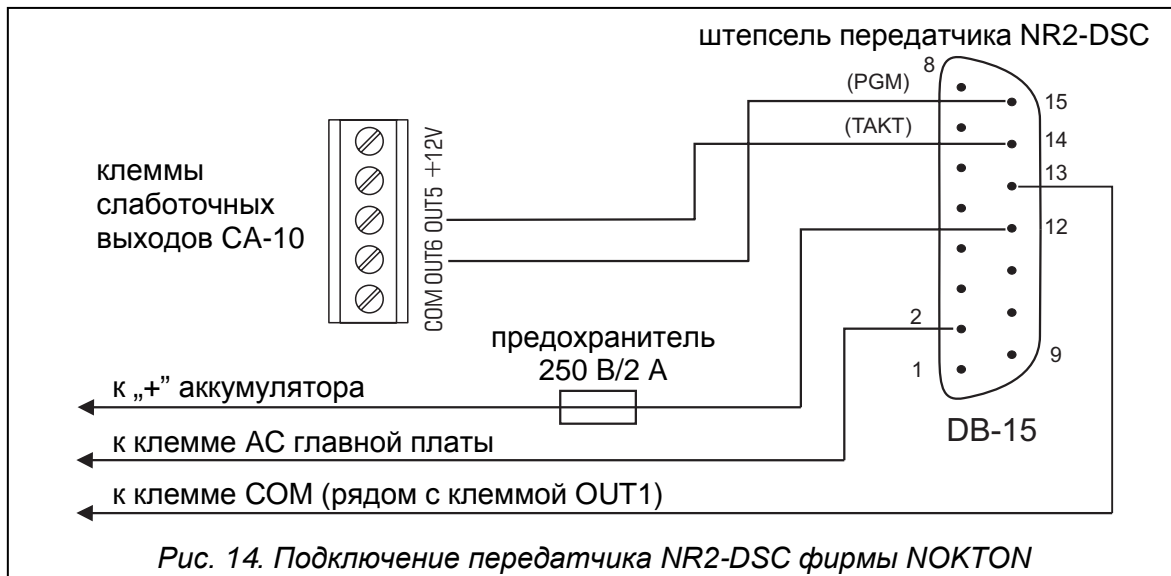 штепсель передатчика NR2-DSC
8
(PGM)
15
(TAKT)
14
13
12
клеммы
слаботочных
выходов CA-10
COM OUT6 OUT5 +12V
2
1
9
предохранитель
250 В/2 А
DB-15
к „+” аккумулятора
к клемме AC главной платы
к клемме COM (рядом с клеммой OUT1)
Рис. 14. Подключение передатчика NR2-DSC фирмы NOKTON